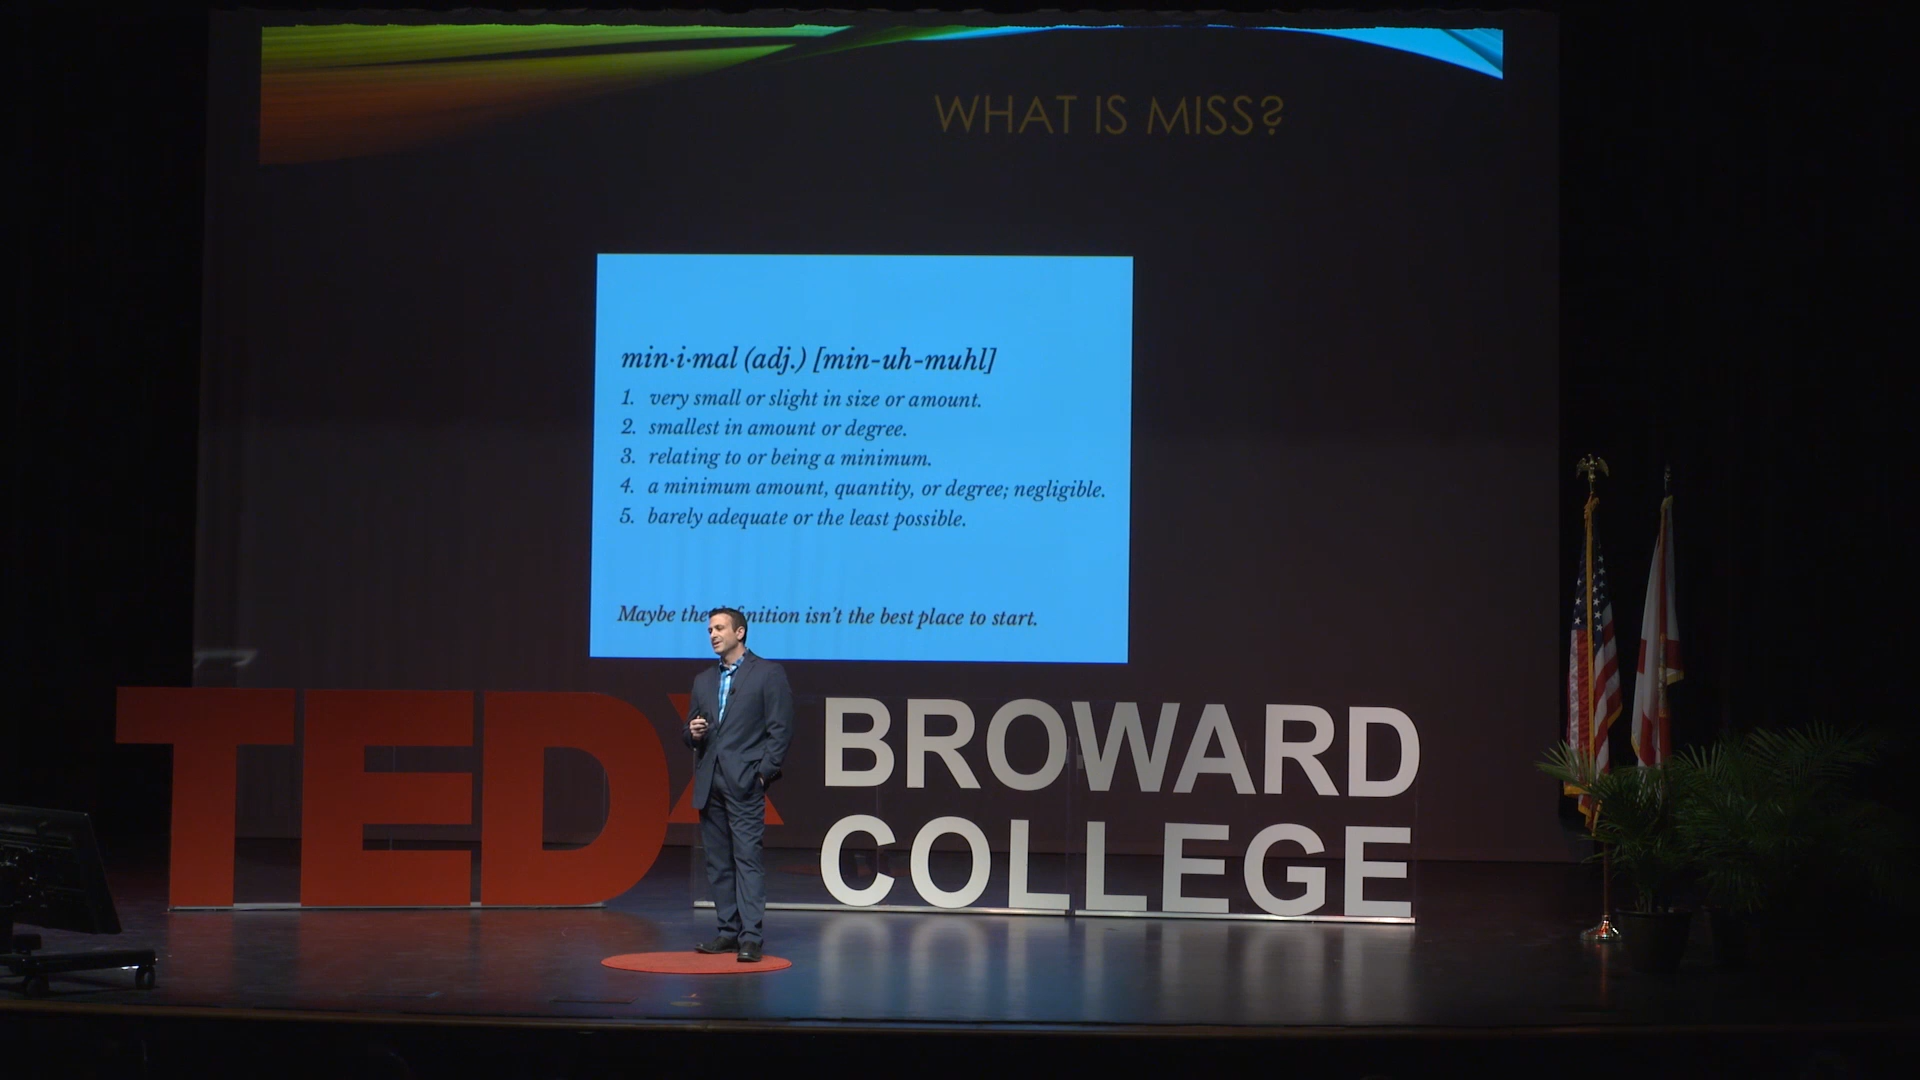 WHAT IS MISS?
min·i·mal (adj.) [min-uh-muhl]
1. very small or slight in size or amount.
2. smallest in amount or degree.
3. relating to or being a minimum.
4. a minimum amount, quantity, or degree; negligible.
5. barely adequate or the least possible.
Maybe the definition isn't the best place to start.
TEDx
BROWARD
COLLEGE